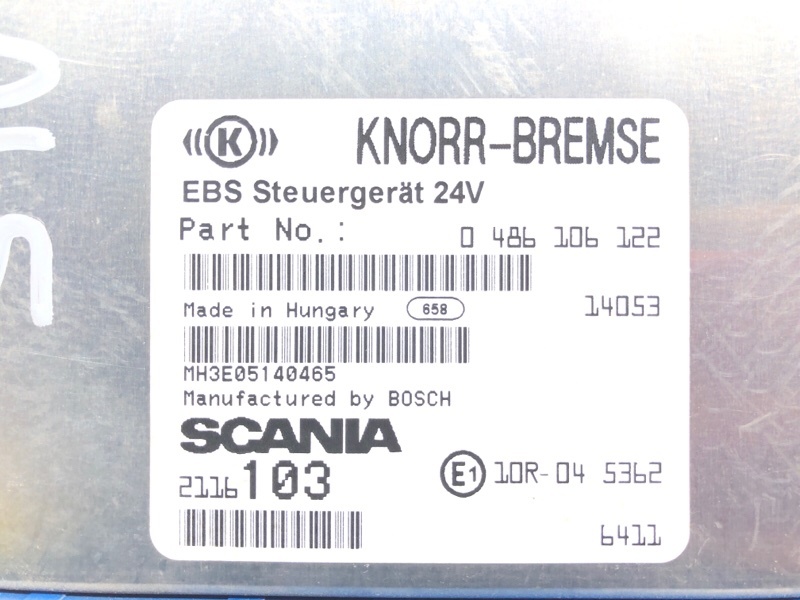 ((K)) KNORR-BREMSE
EBS Steuergerät 24V
Part No.: 0 486 106 122
Made in Hungary 658 14053
MH3E05140465
Manufactured by BOSCH
SCANIA
2116103 E1 10R-04 5362
6411